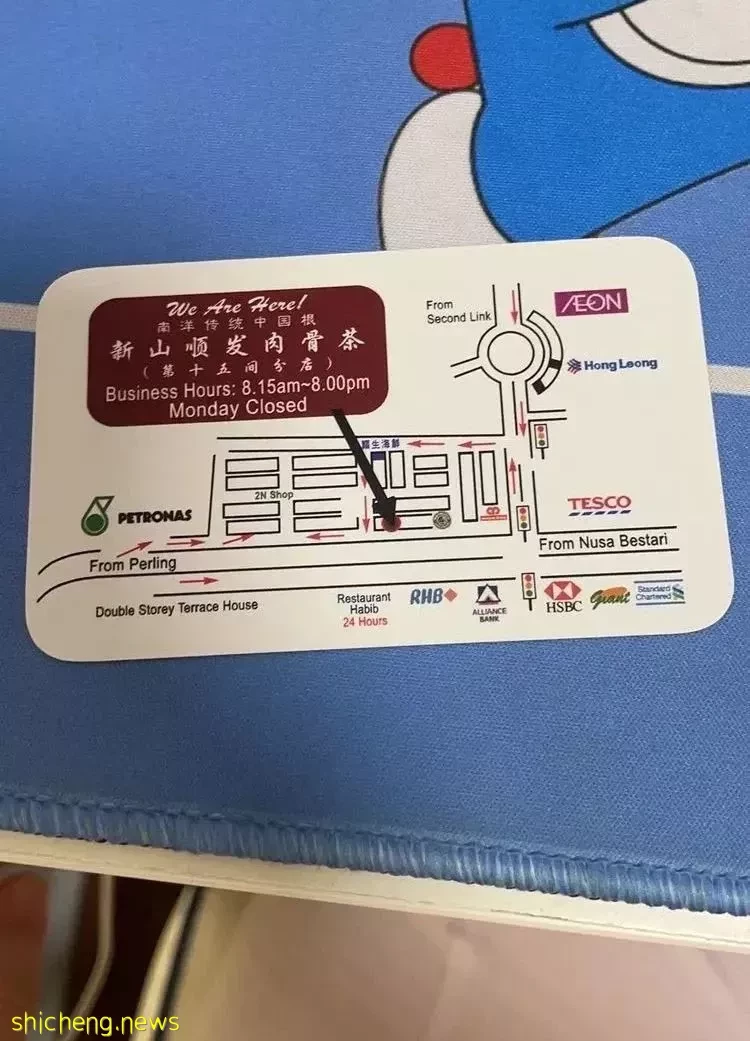 We Are Here!
南洋传统中国根
新山顺发肉骨茶
(第十五间分店)
Business Hours: 8.15am~8.00pm
Monday Closed
From
Second Link
ÆON
Hong Leong
生海鲜
2N Shop
PETRONAS
TESCO
From Nusa Bestari
From Perling
Double Storey Terrace House
Restaurant
Habib
24 Hours
RHB
ALLIANCE
BANK
HSBC
Giant
Standard
Chartered
shicheng.news